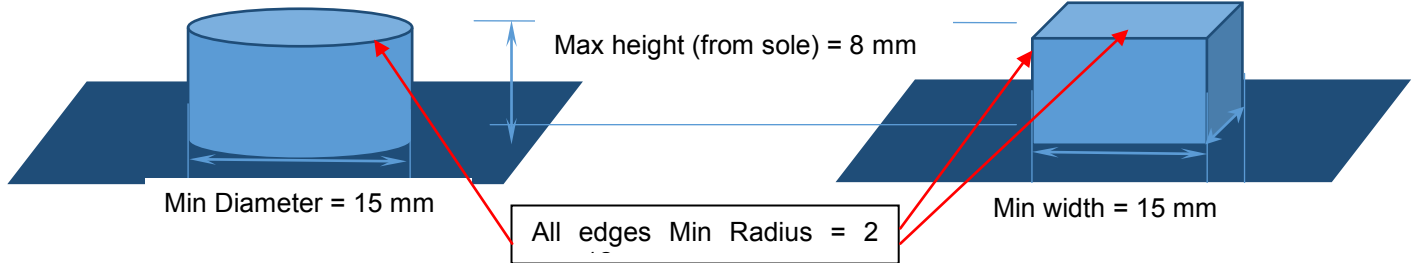 Max height (from sole) = 8 mm
Min Diameter = 15 mm
Min width = 15 mm
All edges Min Radius = 2